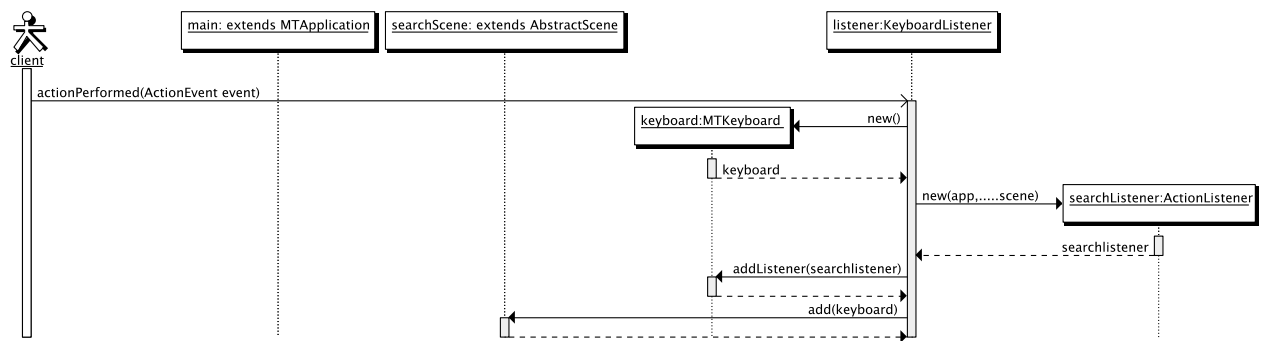 main: extends MTApplication
searchScene: extends AbstractScene
listener:KeyboardListener
client
actionPerformed(ActionEvent event)
keyboard:MTKeyboard
new()
keyboard
new(app,.....scene)
searchListener:ActionListener
searchlistener
addListener(searchlistener)
add(keyboard)